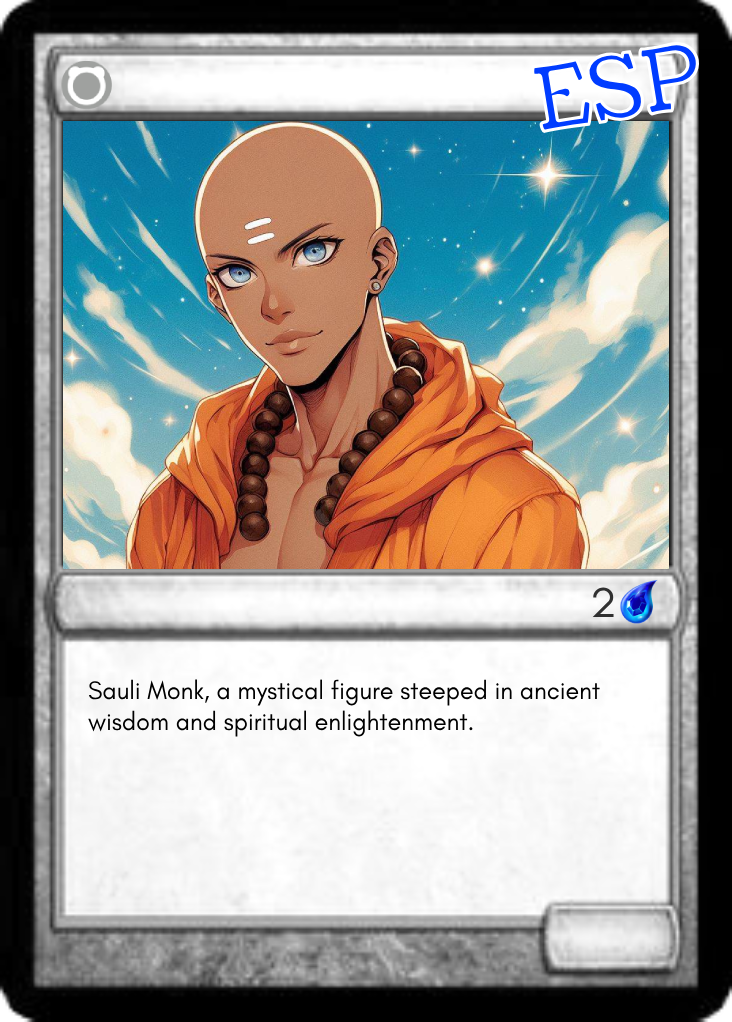 ESP
2
Sauli Monk, a mystical figure steeped in ancient
wisdom and spiritual enlightenment.